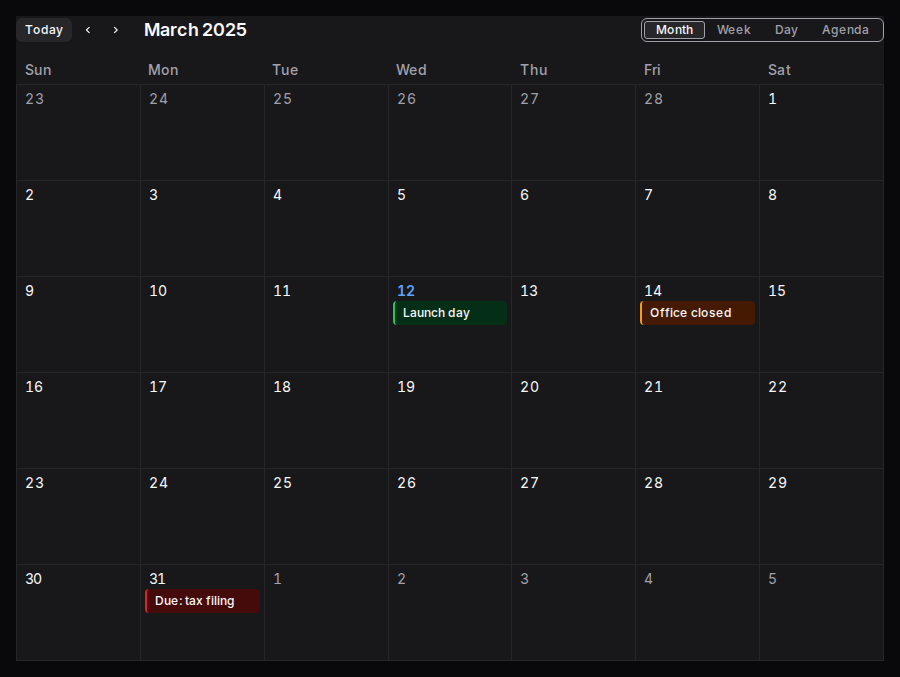 Today ‹ › March 2025 Month Week Day Agenda
Sun Mon Tue Wed Thu Fri Sat
23 24 25 26 27 28 1
2 3 4 5 6 7 8
9 10 11 12 13 14 15
Launch day Office closed
16 17 18 19 20 21 22
23 24 25 26 27 28 29
30 31 1 2 3 4 5
Due: tax filing